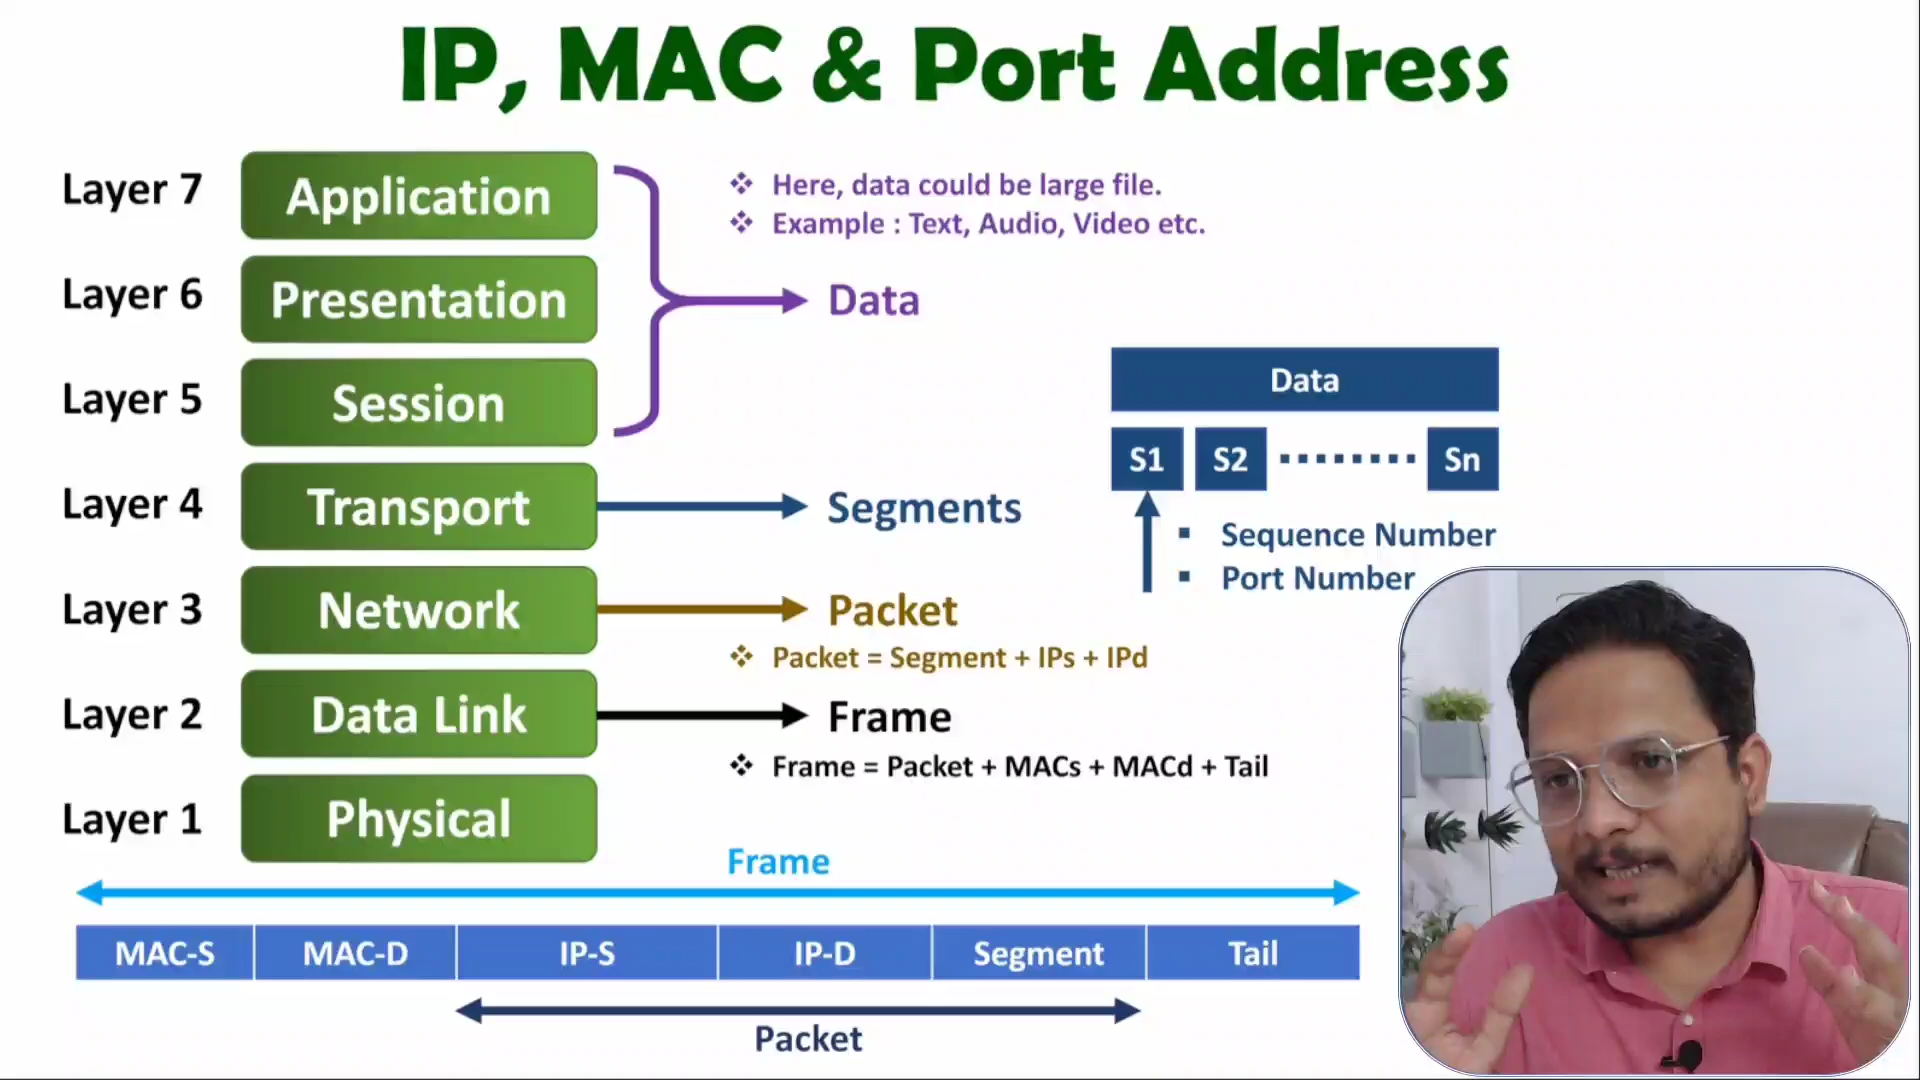 IP, MAC & Port Address
Layer 7
Application
❖ Here, data could be large file.
❖ Example : Text, Audio, Video etc.
Layer 6
Presentation
Data
Layer 5
Session
Data
S1
S2
Sn
Layer 4
Transport
Segments
▪ Sequence Number
▪ Port Number
Layer 3
Network
Packet
❖ Packet = Segment + IPs + IPd
Layer 2
Data Link
Frame
❖ Frame = Packet + MACs + MACd + Tail
Layer 1
Physical
Frame
MAC-S
MAC-D
IP-S
IP-D
Segment
Tail
Packet